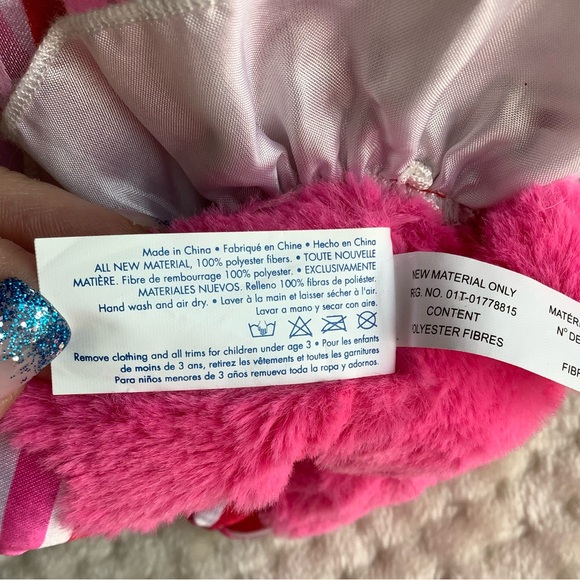 Made in China • Fabriqué en Chine • Hecho en China
ALL NEW MATERIAL, 100% polyester fibers. • TOUTE NOUVELLE
MATIÈRE. Fibre de rembourrage 100% polyester. • EXCLUSIVAMENTE
MATERIALES NUEVOS. Relleno 100% fibras de poliéster.
Hand wash and air dry. • Laver à la main et laisser sécher à l'air.
Lavar a mano y secar con aire.
Remove clothing and all trims for children under age 3 • Pour les enfants
de moins de 3 ans, retirez les vêtements et toutes les garnitures
Para niños menores de 3 años remueva toda la ropa y adornos.
NEW MATERIAL ONLY
RG. NO. 01T-01778815
CONTENT
POLYESTER FIBRES
MATÉR
Nº DE
FIBR